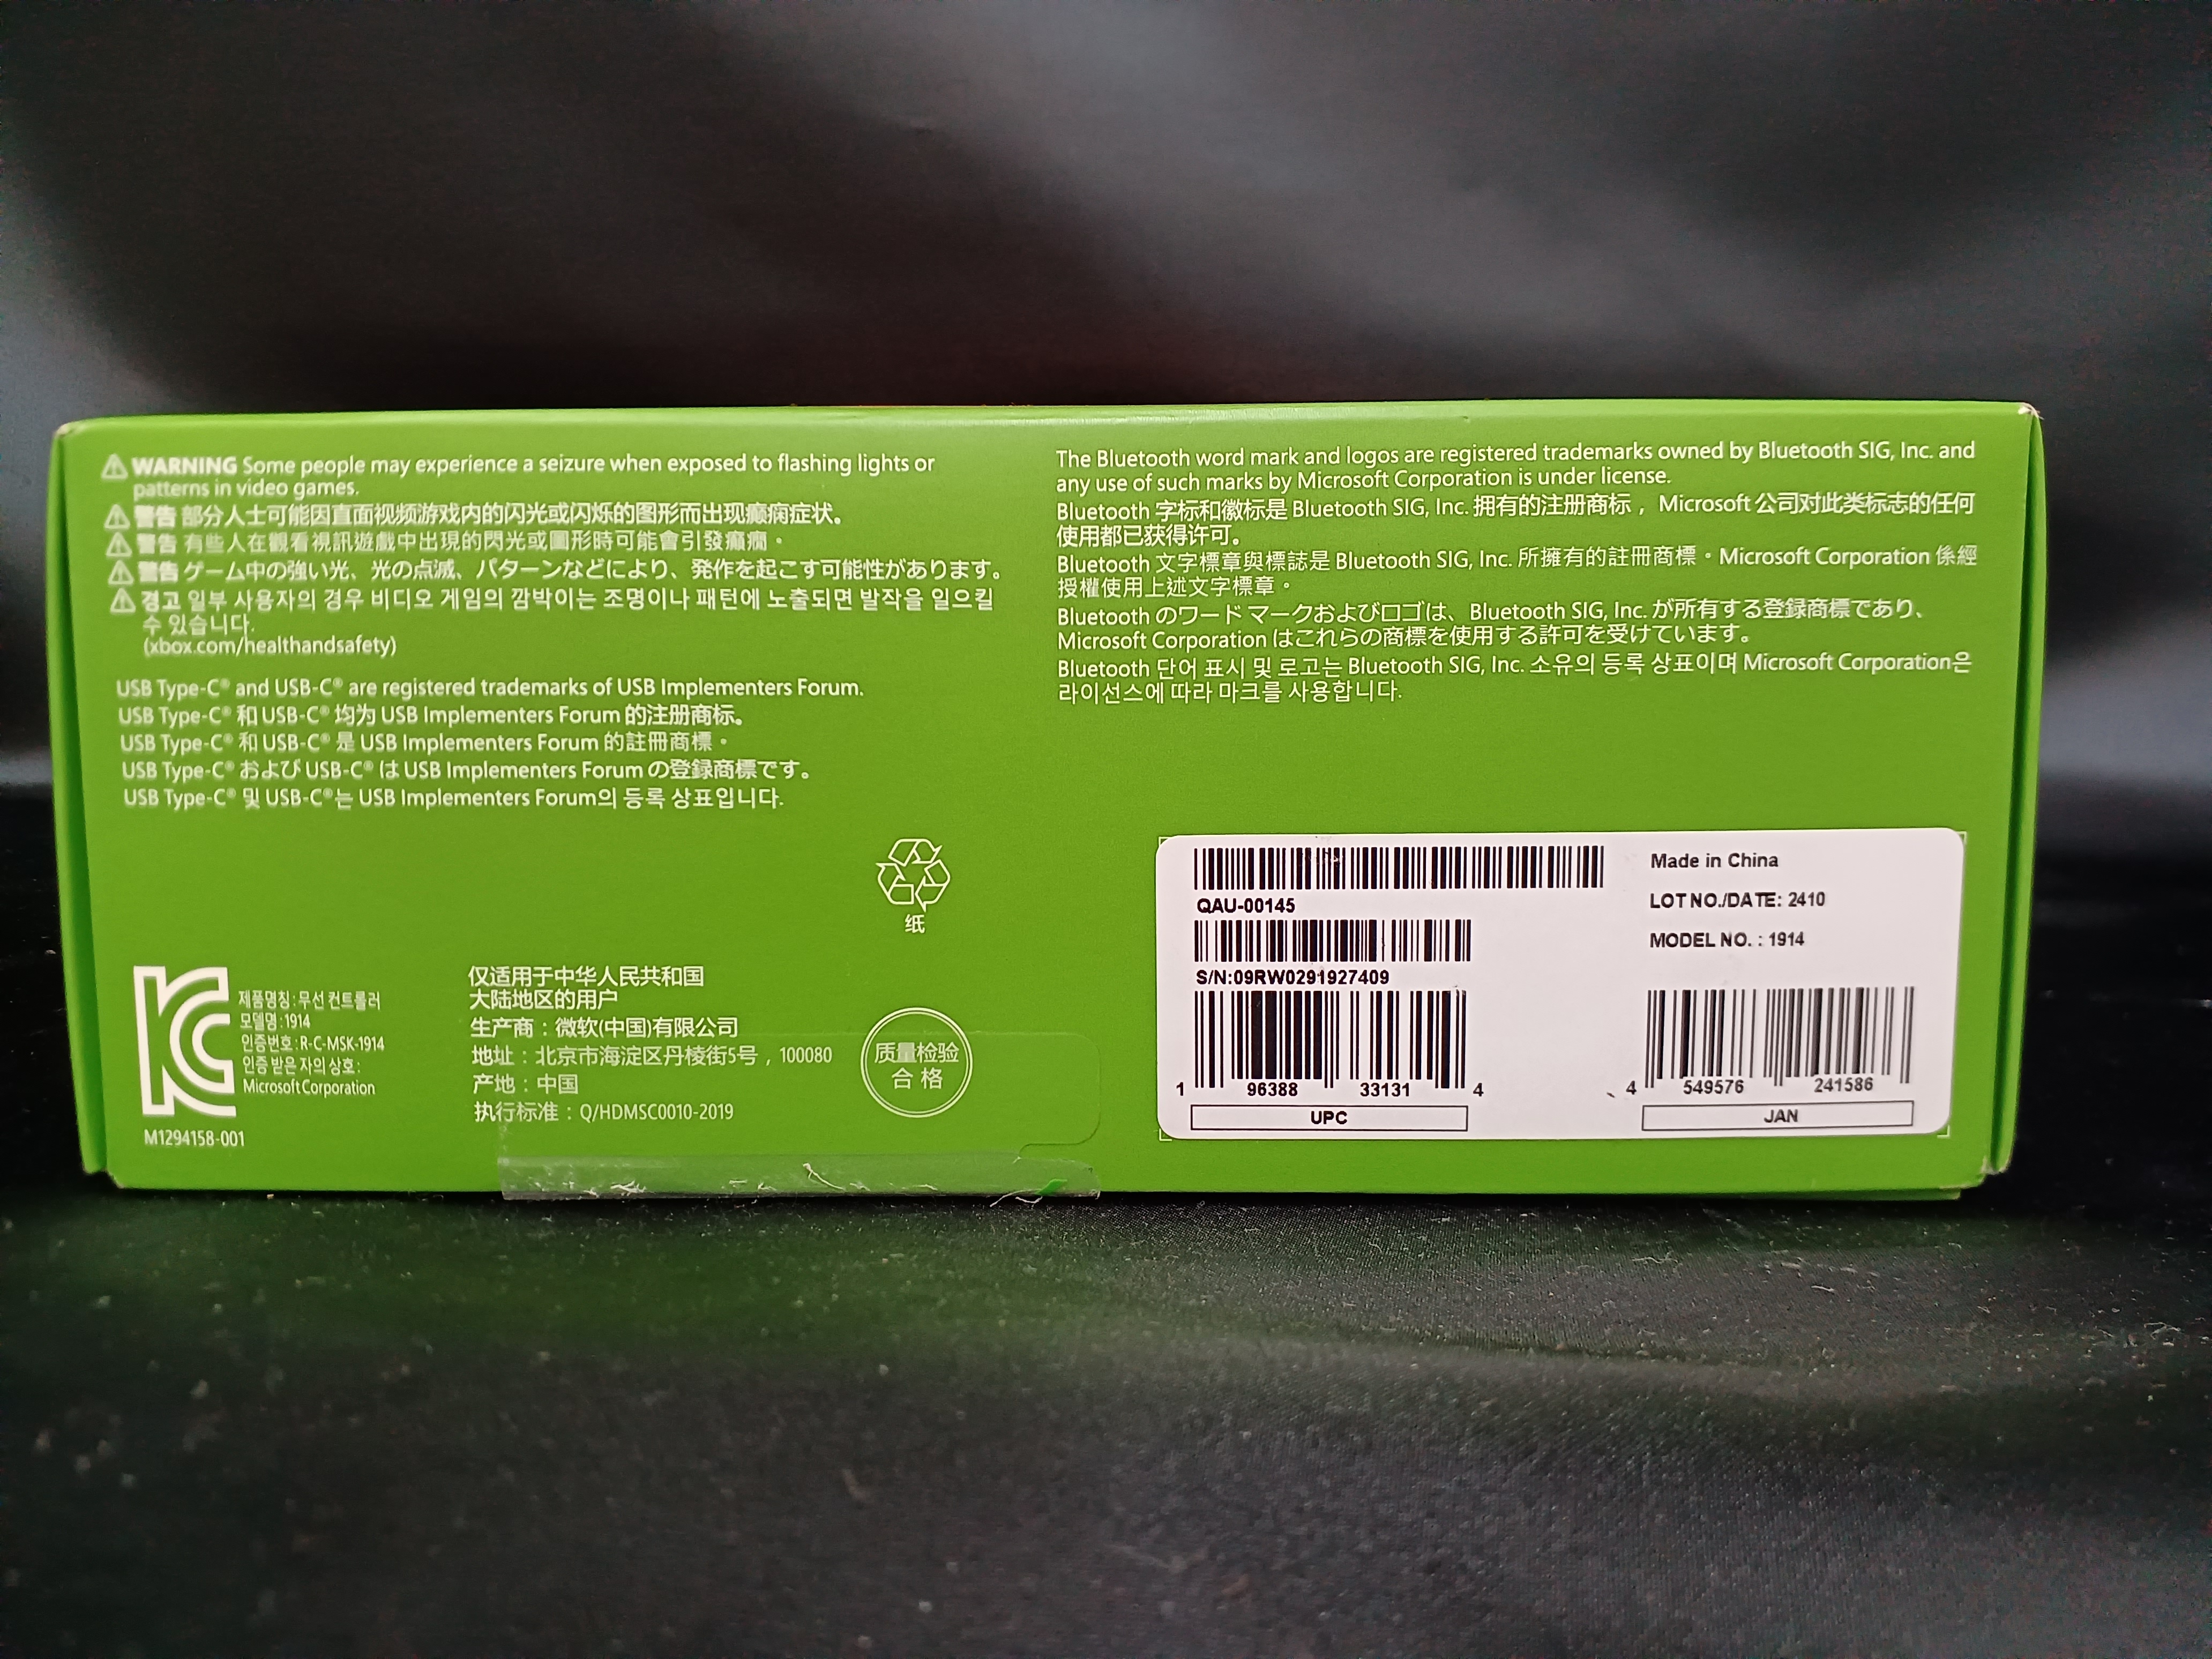 WARNING Some people may experience a seizure when exposed to flashing lights or
patterns in video games.
警告 部分人士可能因直面视频游戏内的闪光或闪烁的图形而出现癫痫症状。
警告 有些人在觀看視訊遊戲中出現的閃光或圖形時可能會引發癲癇。
警告 ゲーム中の強い光、光の点滅、パターンなどにより、発作を起こす可能性があります。
경고 일부 사용자의 경우 비디오 게임의 깜박이는 조명이나 패턴에 노출되면 발작을 일으킬
수 있습니다.
(xbox.com/healthandsafety)
USB Type-C® and USB-C® are registered trademarks of USB Implementers Forum.
USB Type-C® 和 USB-C® 均为 USB Implementers Forum 的注册商标。
USB Type-C® 和 USB-C® 是 USB Implementers Forum 的註冊商標。
USB Type-C® および USB-C® は USB Implementers Forum の登録商標です。
USB Type-C® 및 USB-C®는 USB Implementers Forum의 등록 상표입니다.
The Bluetooth word mark and logos are registered trademarks owned by Bluetooth SIG, Inc. and
any use of such marks by Microsoft Corporation is under license.
Bluetooth 字标和徽标是 Bluetooth SIG, Inc. 拥有的注册商标，Microsoft 公司对此类标志的任何
使用都已获得许可。
Bluetooth 文字標章與標誌是 Bluetooth SIG, Inc. 所擁有的註冊商標。Microsoft Corporation 係經
授權使用上述文字標章。
Bluetooth のワード マークおよびロゴは、Bluetooth SIG, Inc. が所有する登録商標であり、
Microsoft Corporation はこれらの商標を使用する許可を受けています。
Bluetooth 단어 표시 및 로고는 Bluetooth SIG, Inc. 소유의 등록 상표이며 Microsoft Corporation은
라이선스에 따라 마크를 사용합니다.
纸
KC
제품명칭:무선 컨트롤러
모델명:1914
인증번호:R-C-MSK-1914
인증 받은 자의 상호:
Microsoft Corporation
M1294158-001
仅适用于中华人民共和国
大陆地区的用户
生产商：微软(中国)有限公司
地址：北京市海淀区丹棱街5号，100080
产地：中国
执行标准：Q/HDMSC0010-2019
质量检验
合 格
QAU-00145
S/N:09RW0291927409
1 96388 33131 4
UPC
Made in China
LOT NO./DATE: 2410
MODEL NO. : 1914
4 549576 241586
JAN